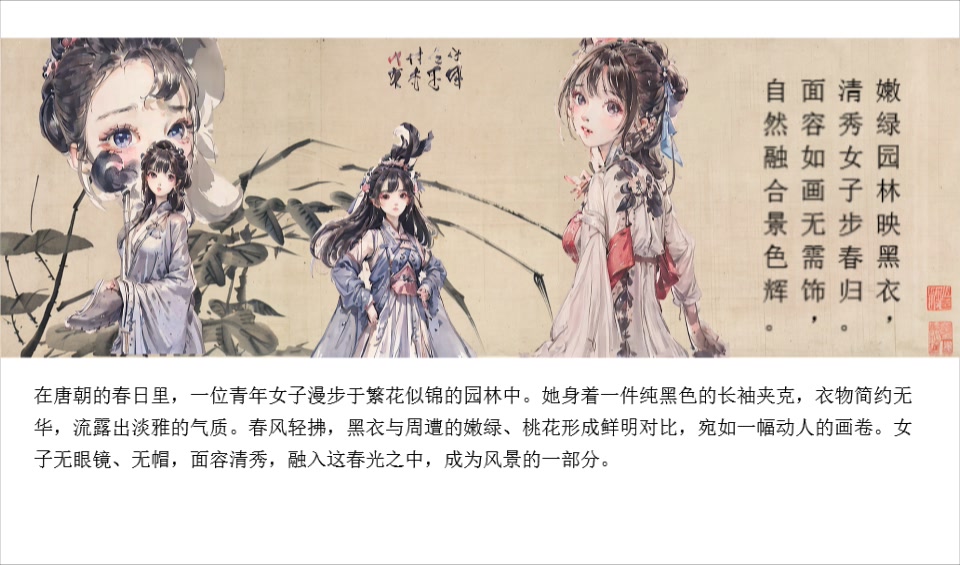 嫩绿园林映黑衣，
清秀女子步春归。
面容如画无需饰，
自然融合景色辉。
在唐朝的春日里，一位青年女子漫步于繁花似锦的园林中。她身着一件纯黑色的长袖夹克，衣物简约无
华，流露出淡雅的气质。春风轻拂，黑衣与周遭的嫩绿、桃花形成鲜明对比，宛如一幅动人的画卷。女
子无眼镜、无帽，面容清秀，融入这春光之中，成为风景的一部分。